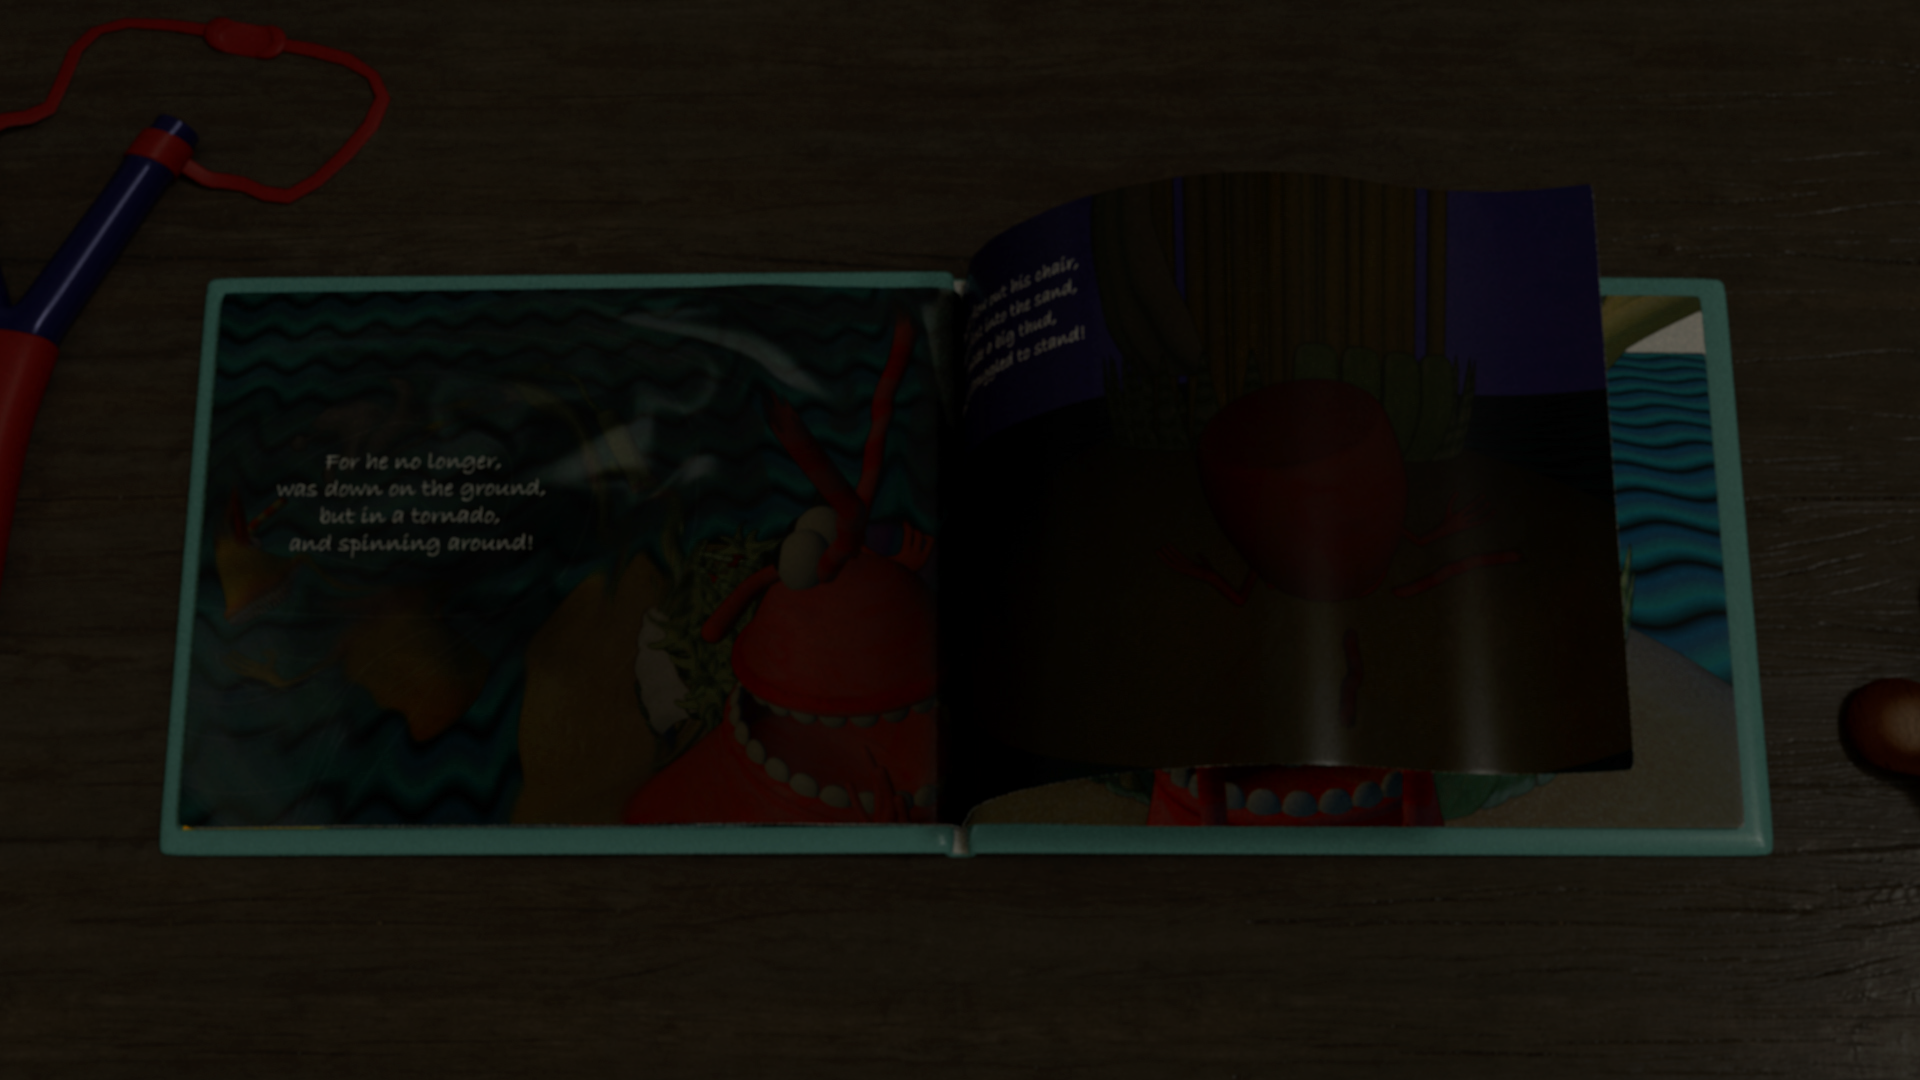 For he no longer,
was down on the ground,
but in a tornado,
and spinning around!
out his chair,
into the sand,
a big thud,
to stand!